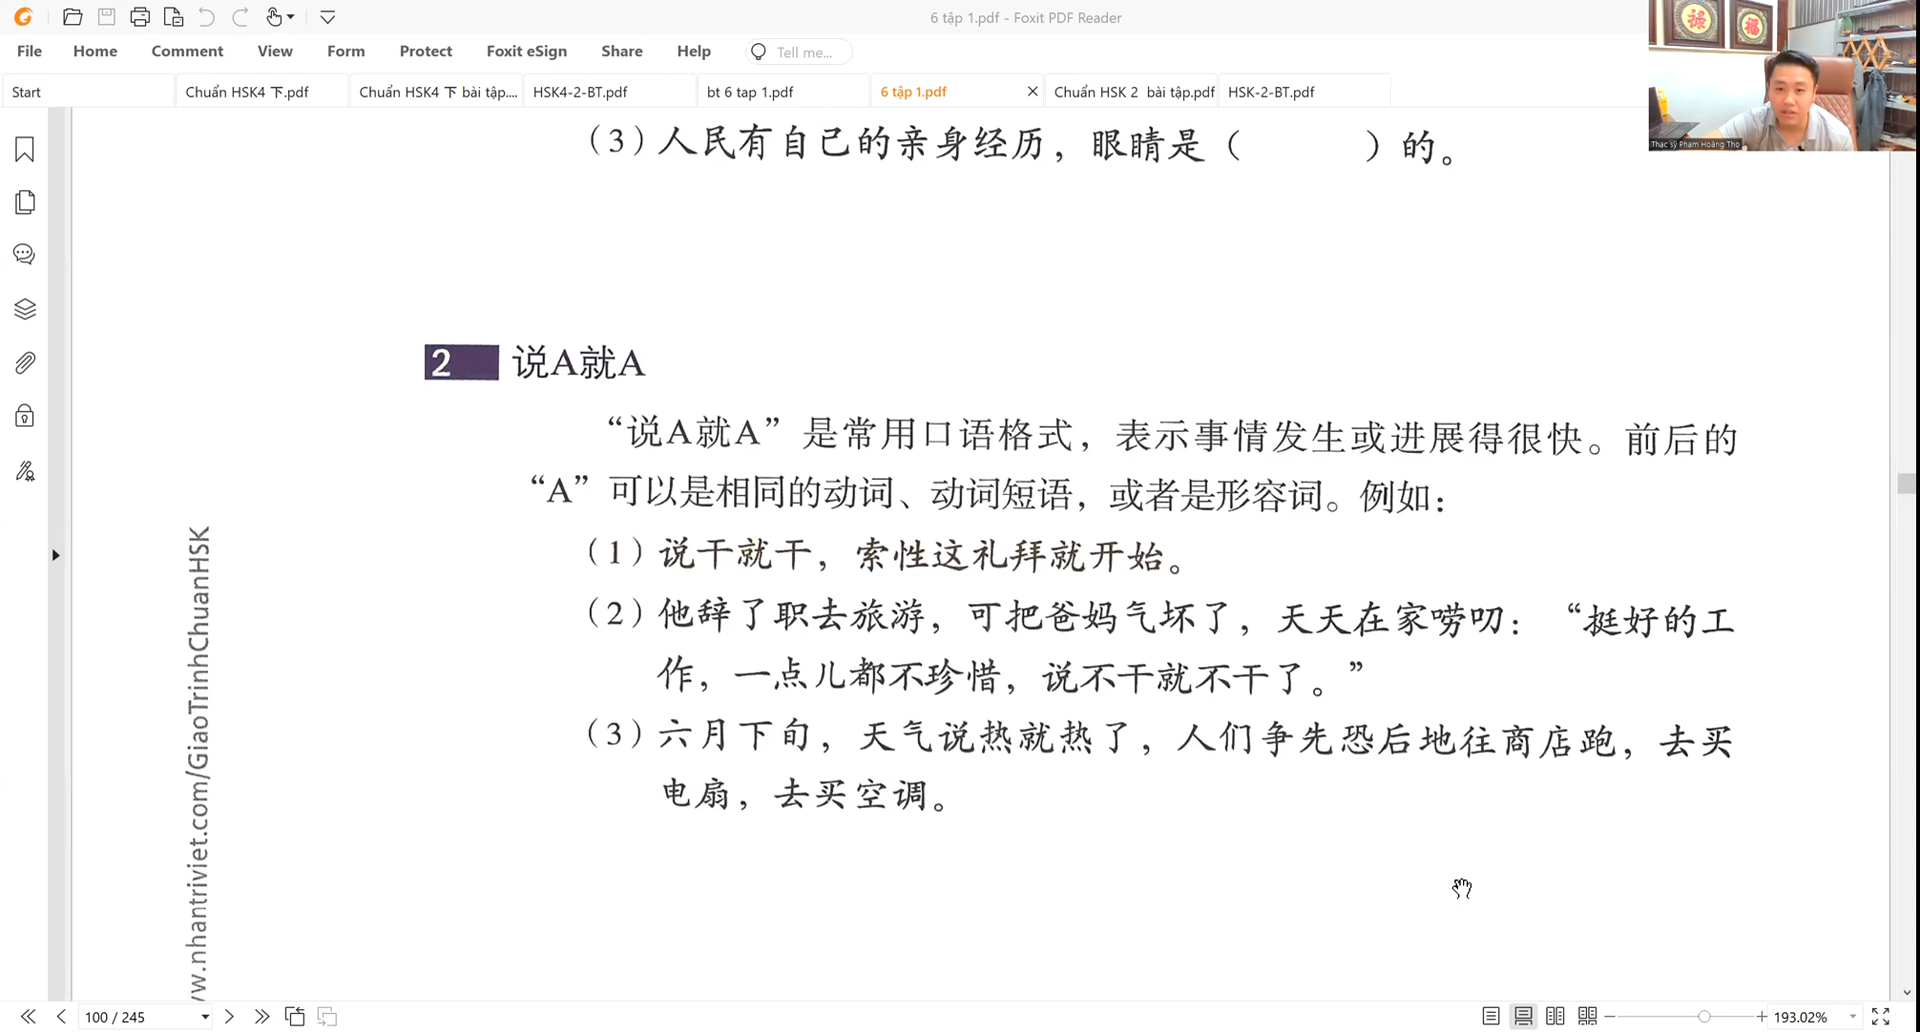 6 tập 1.pdf - Foxit PDF Reader
File Home Comment View Form Protect Foxit eSign Share Help Tell me...
Start Chuẩn HSK4 下.pdf Chuẩn HSK4 下 bài tập.... HSK4-2-BT.pdf bt 6 tap 1.pdf 6 tập 1.pdf Chuẩn HSK 2 bài tập.pdf HSK-2-BT.pdf
禄 福
Thạc sỹ Phạm Hoàng Thọ
（3）人民有自己的亲身经历，眼睛是（ ）的。
2 说A就A
“说A就A”是常用口语格式，表示事情发生或进展得很快。前后的
“A”可以是相同的动词、动词短语，或者是形容词。例如：
（1）说干就干，索性这礼拜就开始。
（2）他辞了职去旅游，可把爸妈气坏了，天天在家唠叨：“挺好的工
作，一点儿都不珍惜，说不干就不干了。”
（3）六月下旬，天气说热就热了，人们争先恐后地往商店跑，去买
电扇，去买空调。
w.nhantriviet.com/GiaoTrinhChuanHSK
100 / 245
193.02%